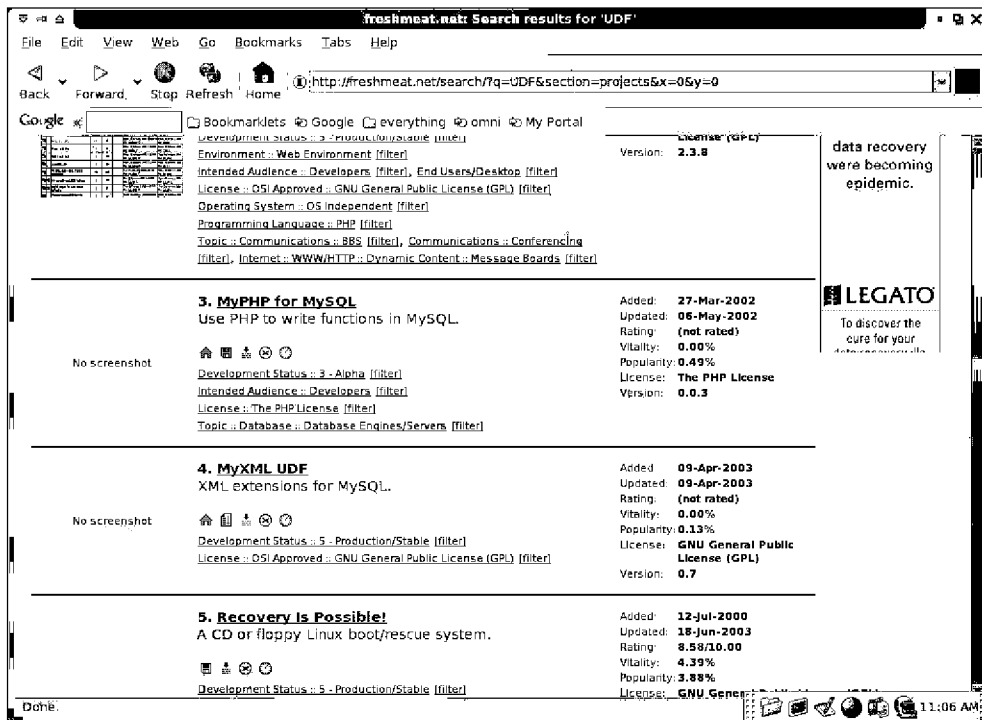 freshmeat.net: Search results for 'UDF'
File Edit View Web Go Bookmarks Tabs Help
Back Forward Stop Refresh Home http://freshmeat.net/search/?q=UDF&section=projects&x=0&y=0
Google Bookmarklets Google everything omni My Portal
Development Status :: 5 - Production/Stable [filter]
Environment :: Web Environment [filter]
Intended Audience :: Developers [filter], End Users/Desktop [filter]
License :: OSI Approved :: GNU General Public License (GPL) [filter]
Operating System :: OS Independent [filter]
Programming Language :: PHP [filter]
Topic :: Communications :: BBS [filter], Communications :: Conferencing
[filter], Internet :: WWW/HTTP :: Dynamic Content :: Message Boards [filter]
License (GPL)
Version: 2.3.8
data recovery
were becoming
epidemic.
LEGATO
To discover the
cure for your
No screenshot
3. MyPHP for MySQL
Use PHP to write functions in MySQL.
Development Status :: 3 - Alpha [filter]
Intended Audience :: Developers [filter]
License :: The PHP License [filter]
Topic :: Database :: Database Engines/Servers [filter]
Added: 27-Mar-2002
Updated: 06-May-2002
Rating: (not rated)
Vitality: 0.00%
Popularity: 0.49%
License: The PHP License
Version: 0.0.3
No screenshot
4. MyXML UDF
XML extensions for MySQL.
Development Status :: 5 - Production/Stable [filter]
License :: OSI Approved :: GNU General Public License (GPL) [filter]
Added: 09-Apr-2003
Updated: 09-Apr-2003
Rating: (not rated)
Vitality: 0.00%
Popularity: 0.13%
License: GNU General Public
License (GPL)
Version: 0.7
5. Recovery Is Possible!
A CD or floppy Linux boot/rescue system.
Development Status :: 5 - Production/Stable [filter]
Added: 12-Jul-2000
Updated: 18-Jun-2003
Rating: 8.58/10.00
Vitality: 4.39%
Popularity: 3.88%
License: GNU General
Done.
11:06 AM